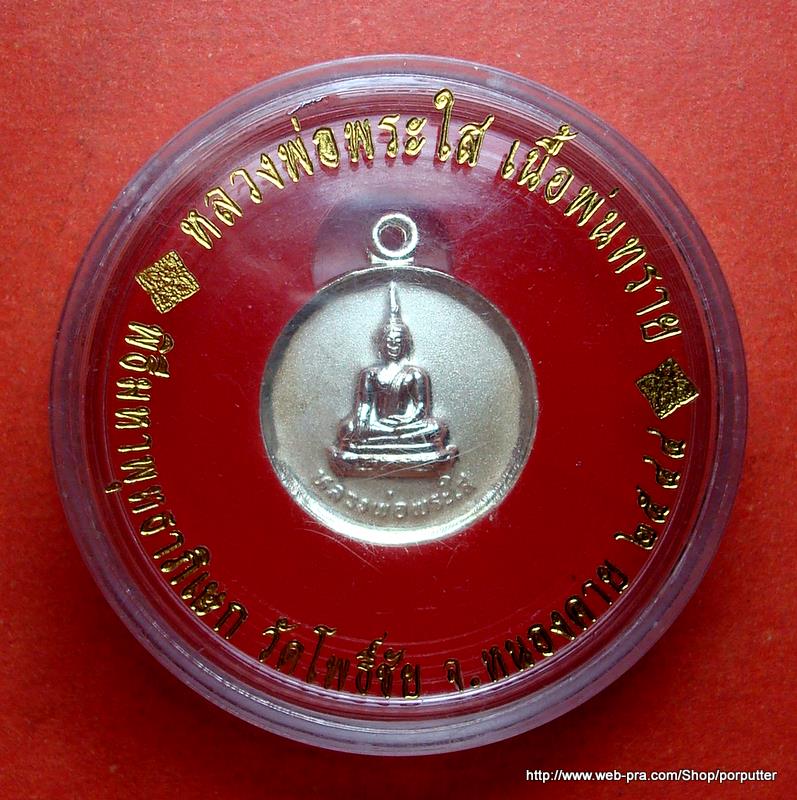 หลวงพ่อพระใส เนื้อพ่นทราย
หลวงพ่อพระใส
พิธีมหาพุทธาภิเษก วัดโพธิ์ชัย จ.หนองคาย ๒๕๔๔
http://www.web-pra.com/Shop/porputter